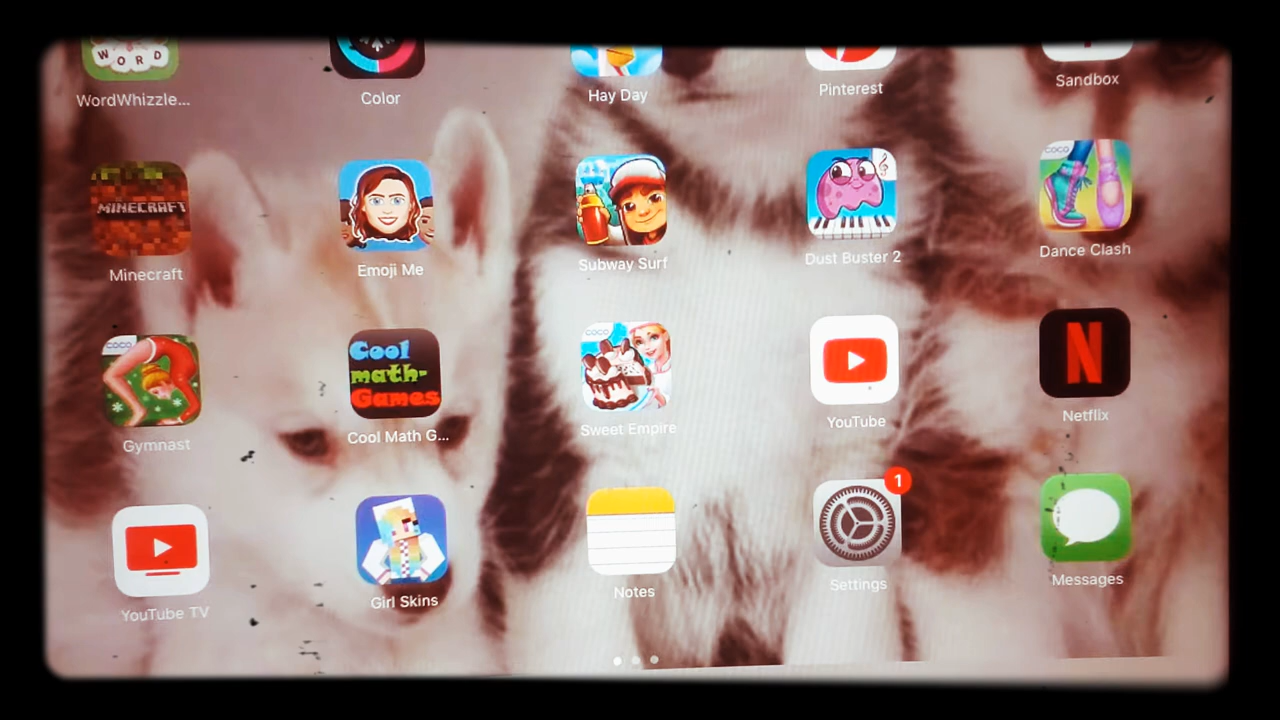 WORD
WordWhizzle...
Color
Hay Day
Pinterest
Sandbox
MINECRAFT
Minecraft
Emoji Me
Subway Surf
Dust Buster 2
COCO
Dance Clash
COCO
Gymnast
Cool
math-
Games
Cool Math G...
COCO
Sweet Empire
YouTube
N
Netflix
YouTube TV
Girl Skins
Notes
1
Settings
Messages